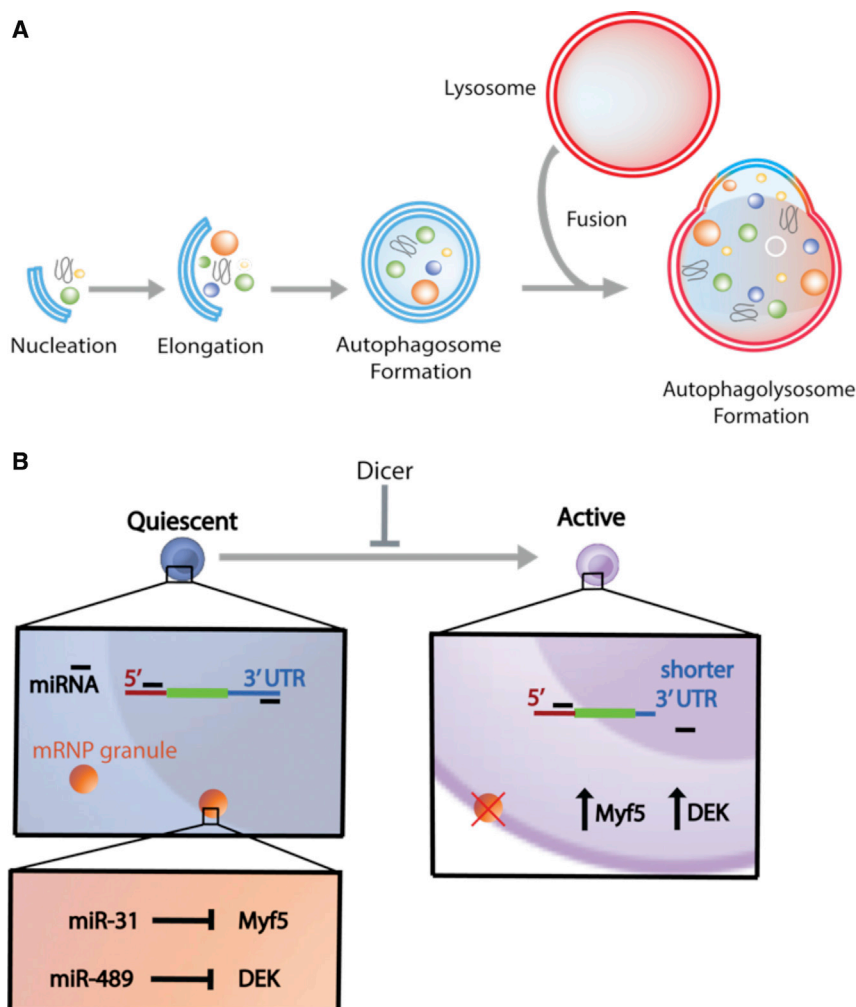 A
Lysosome
Fusion
Nucleation
Elongation
Autophagosome
Formation
Autophagolysosome
Formation
B
Dicer
Quiescent
Active
miRNA
5'
3' UTR
mRNP granule
shorter
5'
3' UTR
Myf5
DEK
miR-31
Myf5
miR-489
DEK